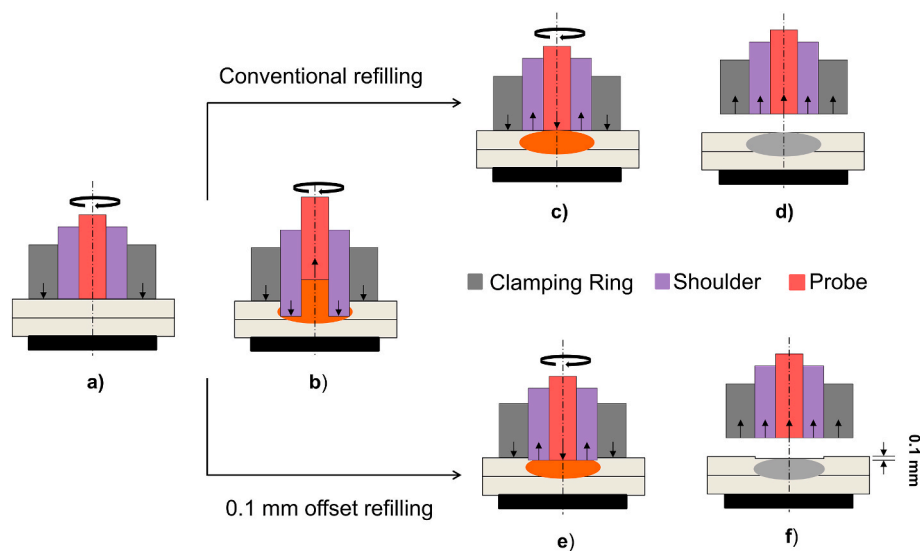 Conventional refilling
c)
d)
a)
b)
Clamping Ring
Shoulder
Probe
0.1 mm offset refilling
e)
f)
0.1 mm